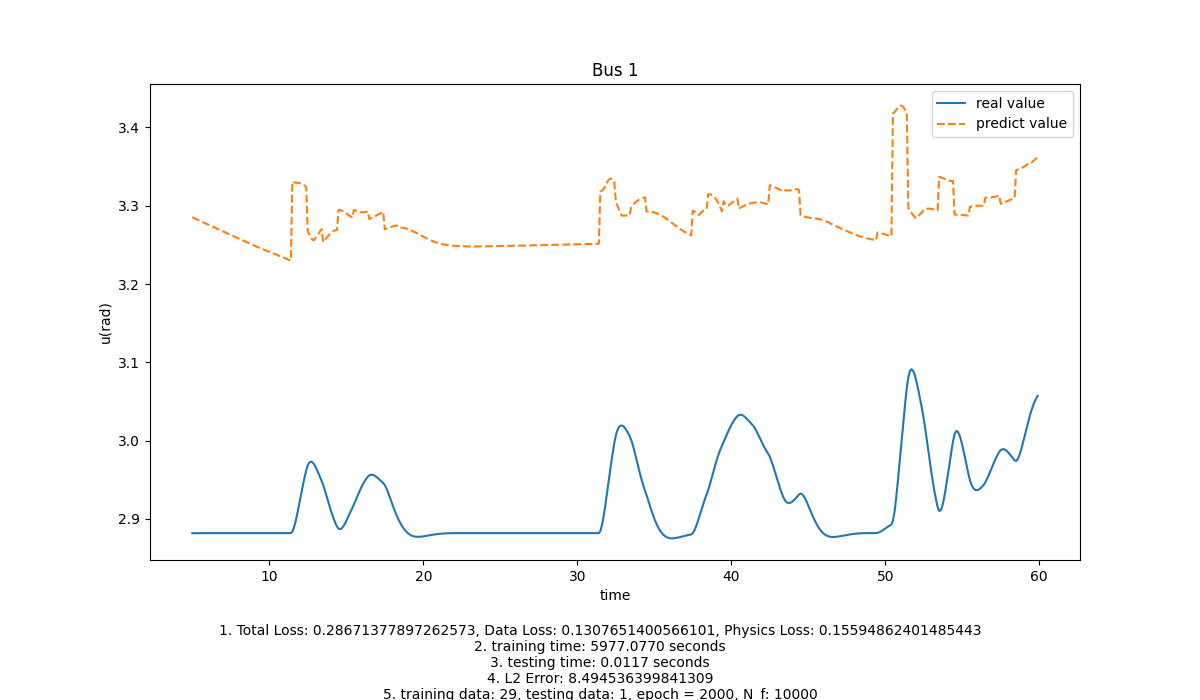 Bus 1
real value
predict value
3.4
3.3
3.2
3.1
3.0
2.9
u(rad)
10 20 30 40 50 60
time
1. Total Loss: 0.28671377897262573, Data Loss: 0.1307651400566101, Physics Loss: 0.15594862401485443
2. training time: 5977.0770 seconds
3. testing time: 0.0117 seconds
4. L2 Error: 8.494536399841309
5. training data: 29, testing data: 1, epoch = 2000, N_f: 10000